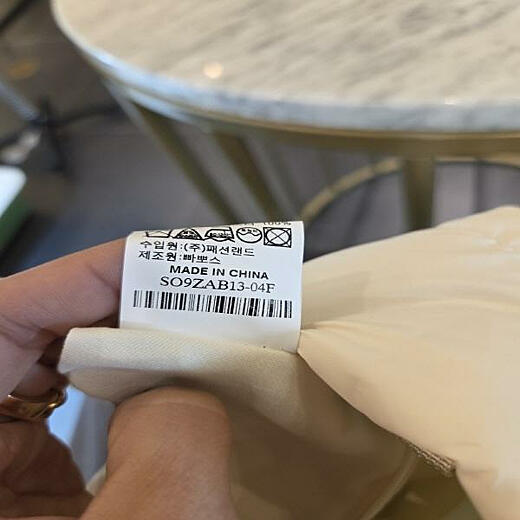 100%
수입원:(주)패션랜드
제조원:빠뽀스
MADE IN CHINA
SO9ZAB13-04F